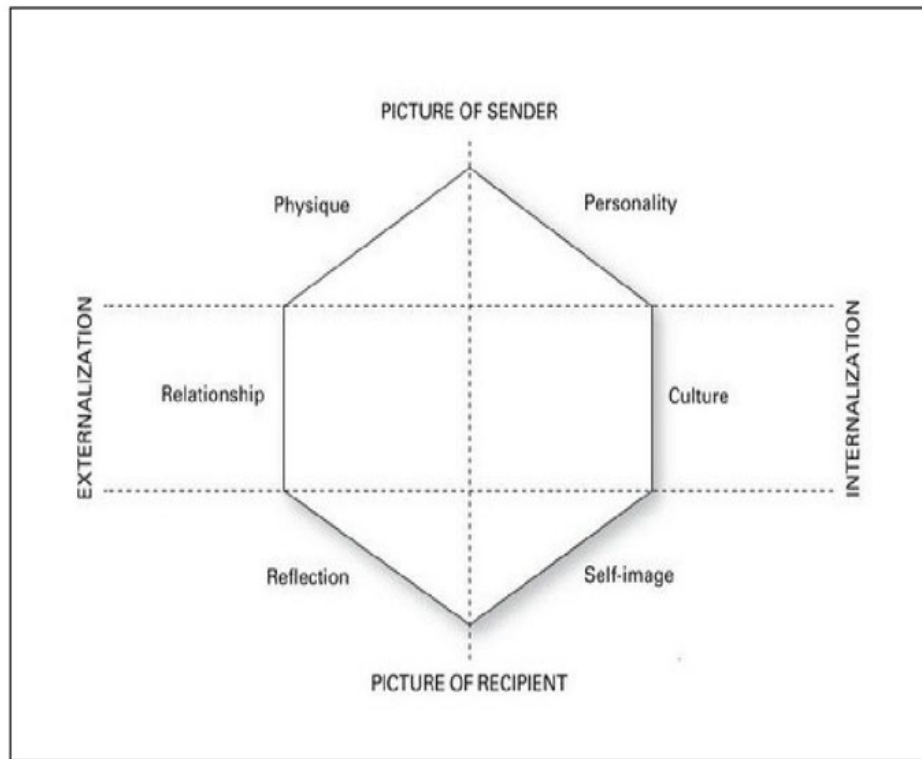 PICTURE OF SENDER
Physique
Personality
EXTERNALIZATION
Relationship
Culture
INTERNALIZATION
Reflection
Self-image
PICTURE OF RECIPIENT